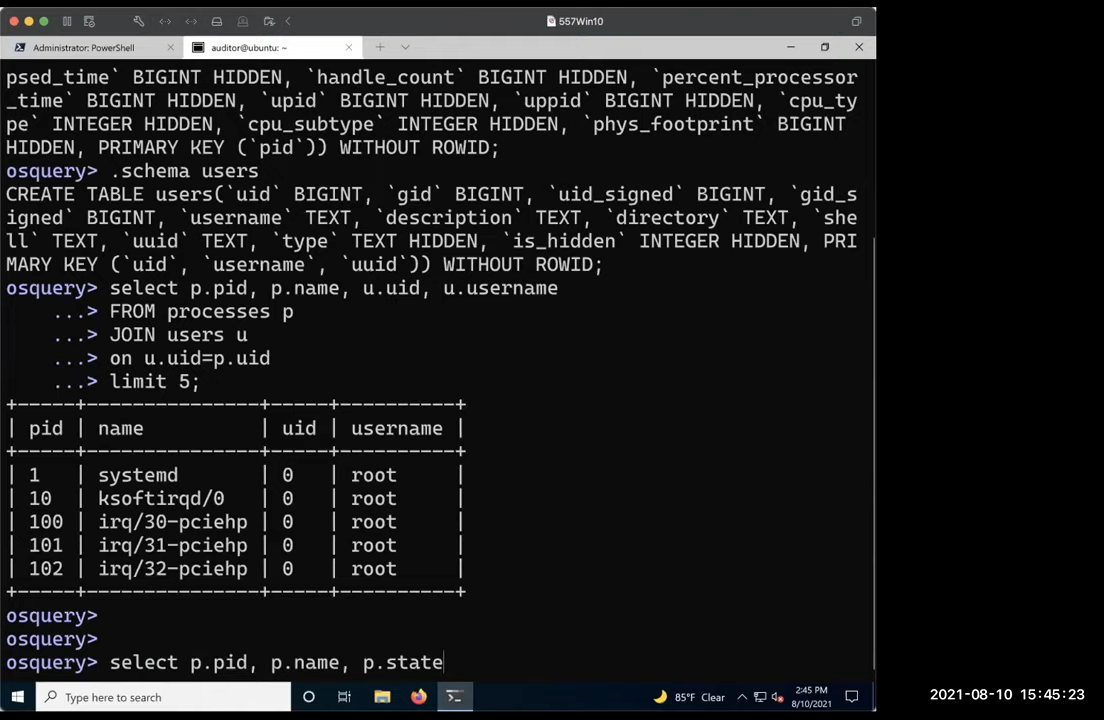 557Win10
Administrator: PowerShell
auditor@ubuntu: ~
psed_time` BIGINT HIDDEN, `handle_count` BIGINT HIDDEN, `percent_processor
_time` BIGINT HIDDEN, `upid` BIGINT HIDDEN, `uppid` BIGINT HIDDEN, `cpu_ty
pe` INTEGER HIDDEN, `cpu_subtype` INTEGER HIDDEN, `phys_footprint` BIGINT
HIDDEN, PRIMARY KEY (`pid`)) WITHOUT ROWID;
osquery> .schema users
CREATE TABLE users(`uid` BIGINT, `gid` BIGINT, `uid_signed` BIGINT, `gid_s
igned` BIGINT, `username` TEXT, `description` TEXT, `directory` TEXT, `she
ll` TEXT, `uuid` TEXT, `type` TEXT HIDDEN, `is_hidden` INTEGER HIDDEN, PRI
MARY KEY (`uid`, `username`, `uuid`)) WITHOUT ROWID;
osquery> select p.pid, p.name, u.uid, u.username
...> FROM processes p
...> JOIN users u
...> on u.uid=p.uid
...> limit 5;
+-----+---------------+-----+----------+
| pid | name          | uid | username |
+-----+---------------+-----+----------+
| 1   | systemd       | 0   | root     |
| 10  | ksoftirqd/0   | 0   | root     |
| 100 | irq/30-pciehp | 0   | root     |
| 101 | irq/31-pciehp | 0   | root     |
| 102 | irq/32-pciehp | 0   | root     |
+-----+---------------+-----+----------+
osquery>
osquery>
osquery> select p.pid, p.name, p.state
Type here to search
85°F Clear
2:45 PM
8/10/2021
2021-08-10 15:45:23